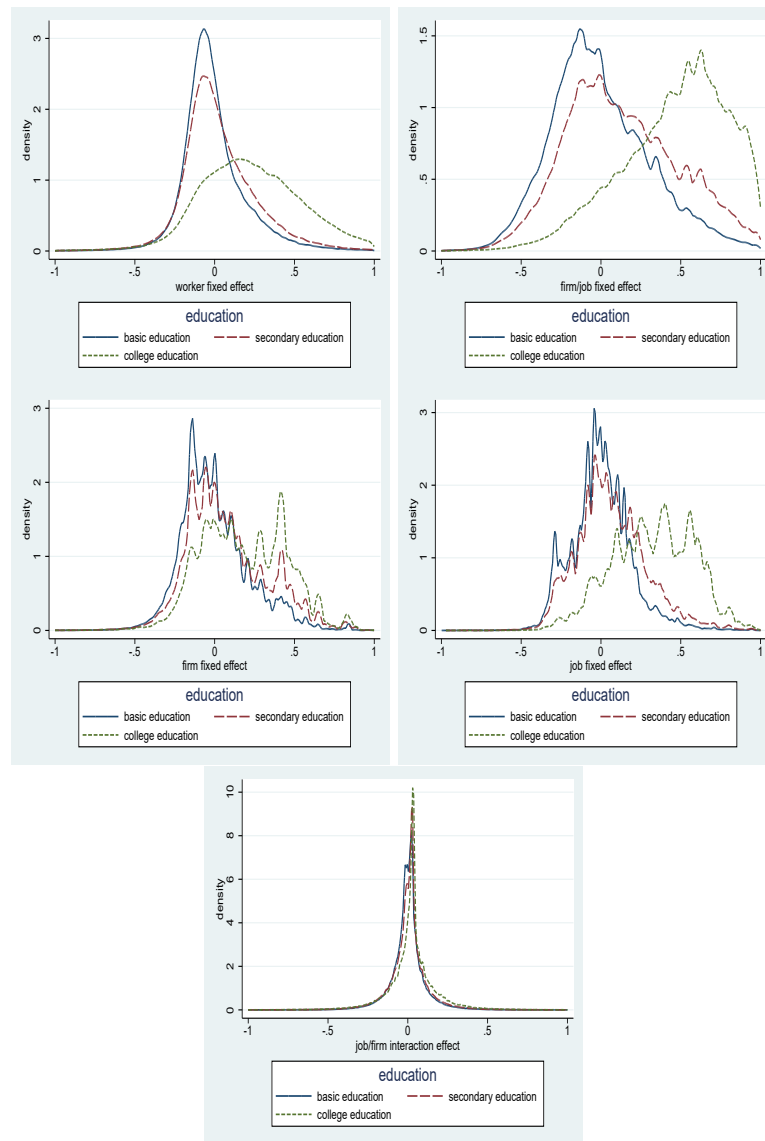 density
3
2
1
0
-1 -.5 0 .5 1
worker fixed effect
education
basic education secondary education
college education
density
1.5
1
.5
0
-1 -.5 0 .5 1
firm/job fixed effect
education
basic education secondary education
college education
density
3
2
1
0
-1 -.5 0 .5 1
firm fixed effect
education
basic education secondary education
college education
density
3
2
1
0
-1 -.5 0 .5 1
job fixed effect
education
basic education secondary education
college education
density
10
8
6
4
2
0
-1 -.5 0 .5 1
job/firm interaction effect
education
basic education secondary education
college education